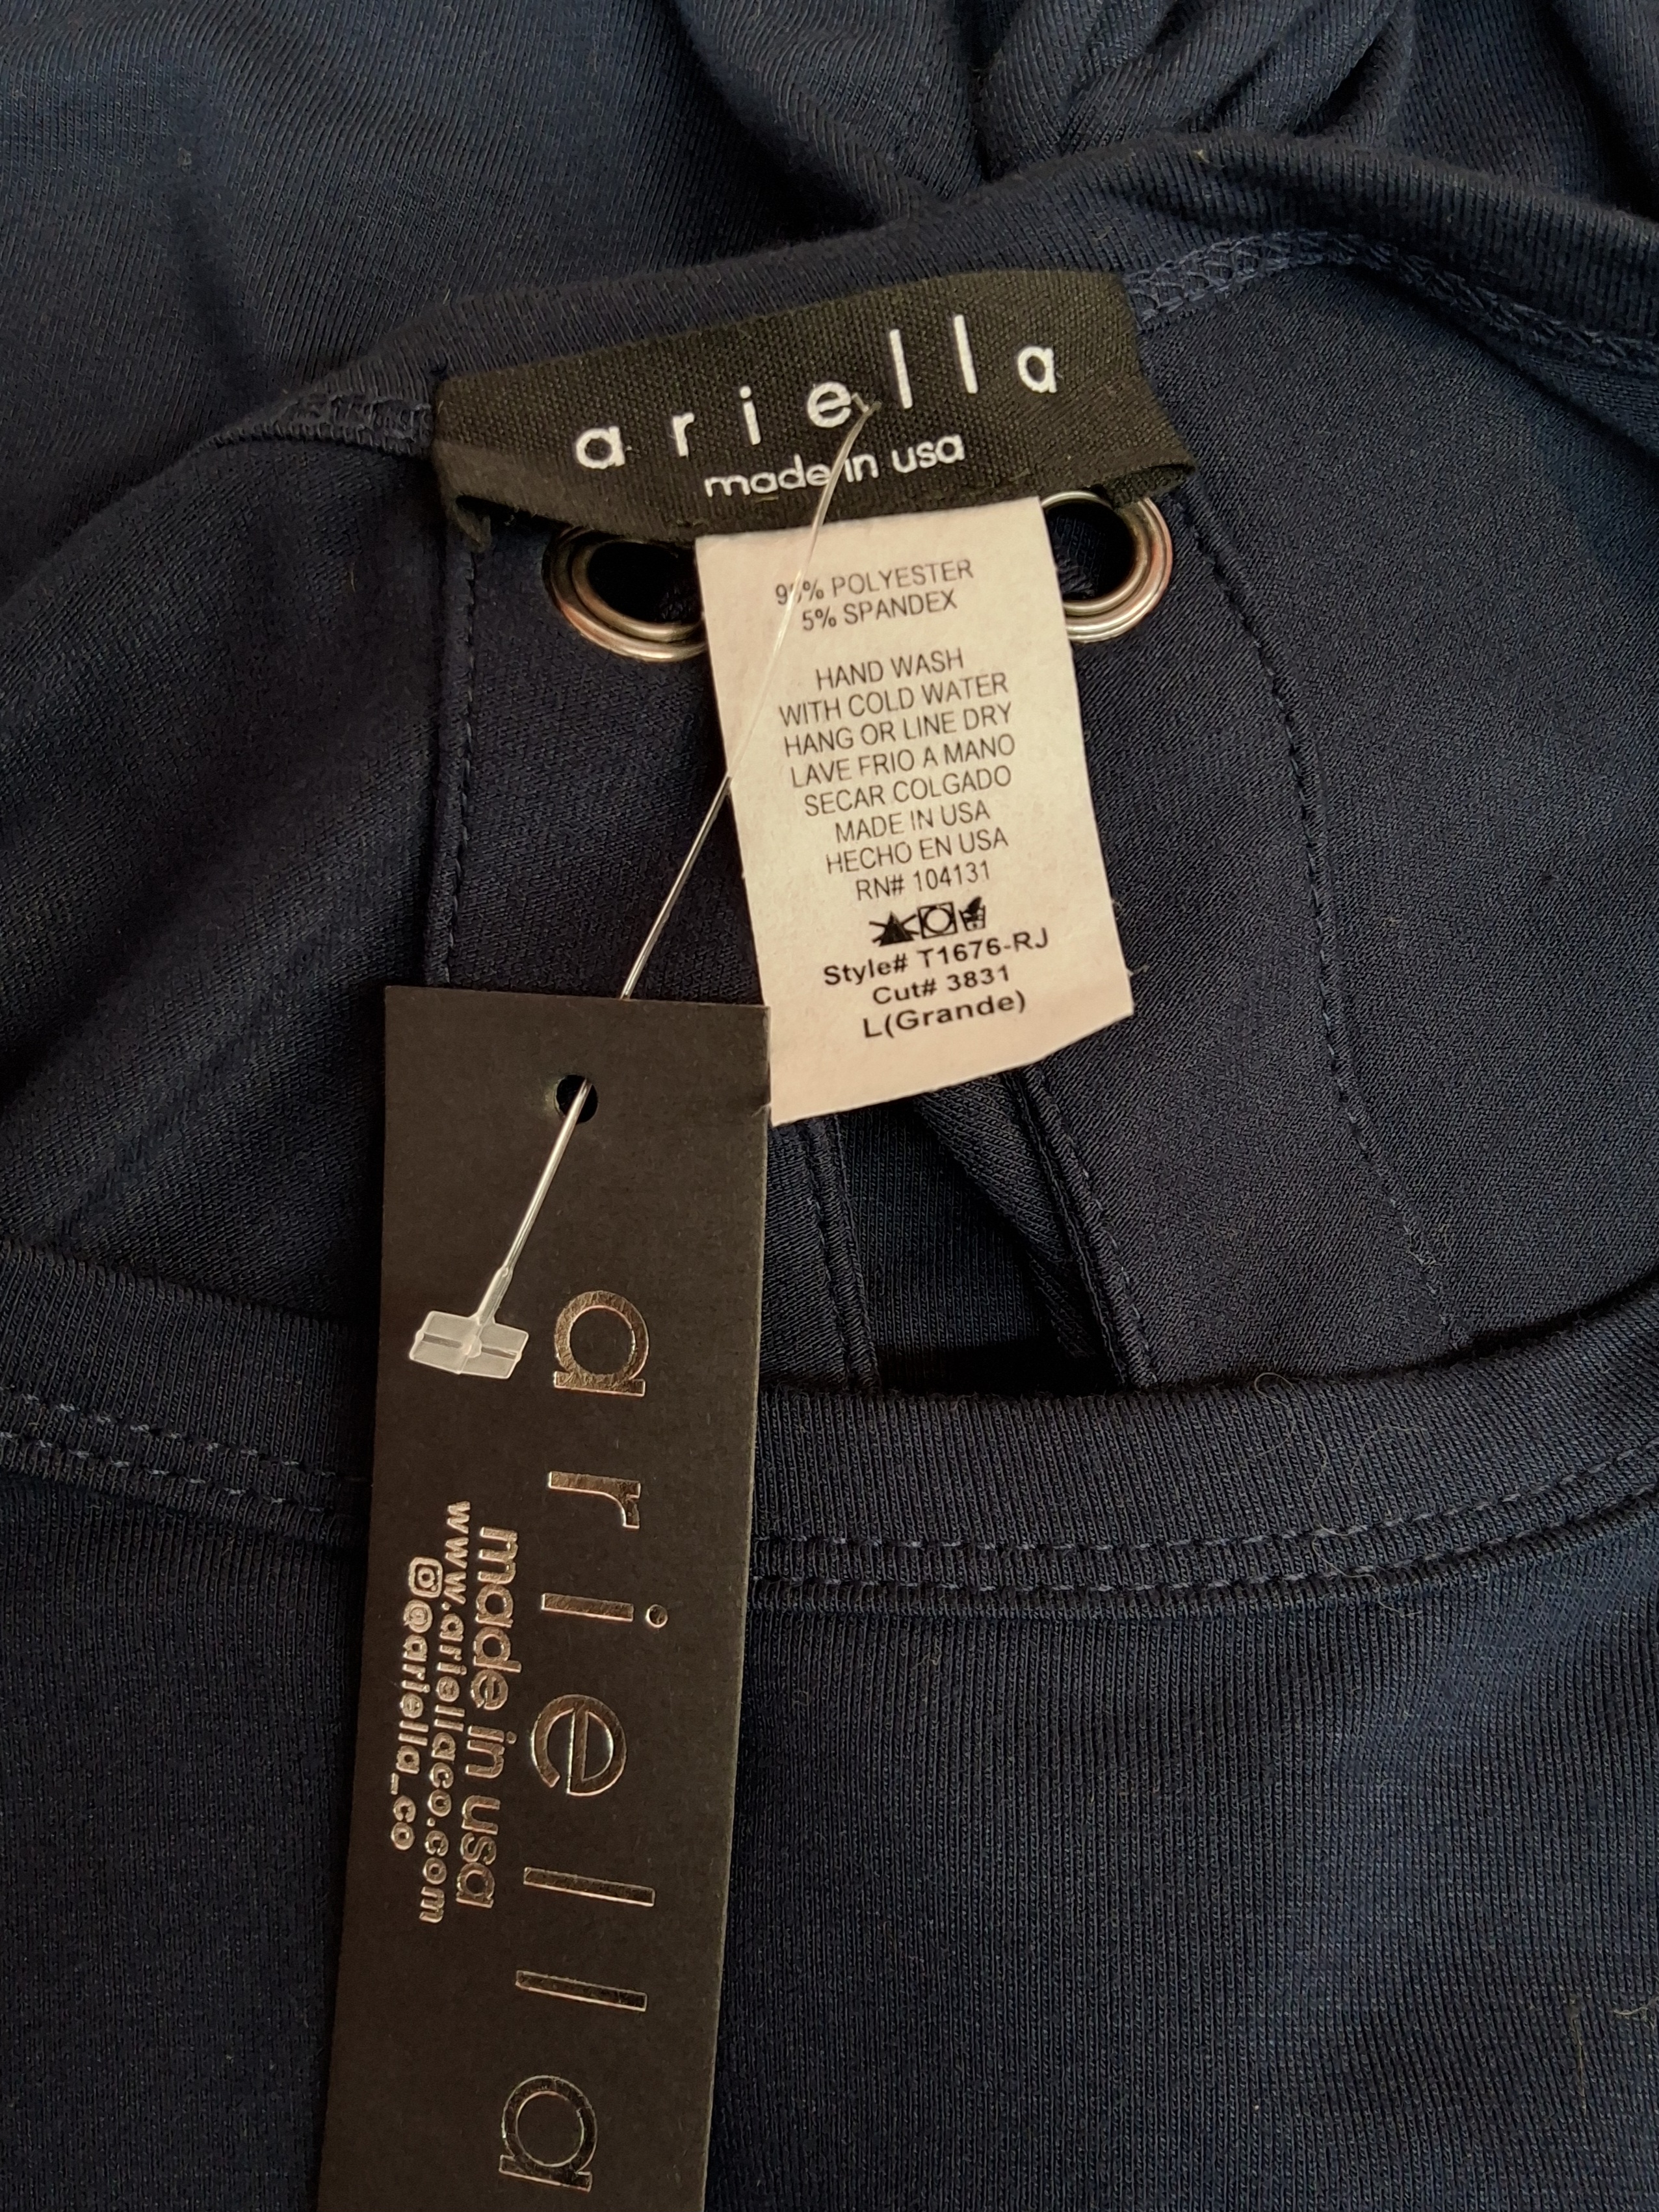 ariella
made in usa
95% POLYESTER
5% SPANDEX
HAND WASH
WITH COLD WATER
HANG OR LINE DRY
LAVE FRIO A MANO
SECAR COLGADO
MADE IN USA
HECHO EN USA
RN# 104131
Style# T1676-RJ
Cut# 3831
L(Grande)
ariella
made in usa
www.ariellaco.com
@ariella_co